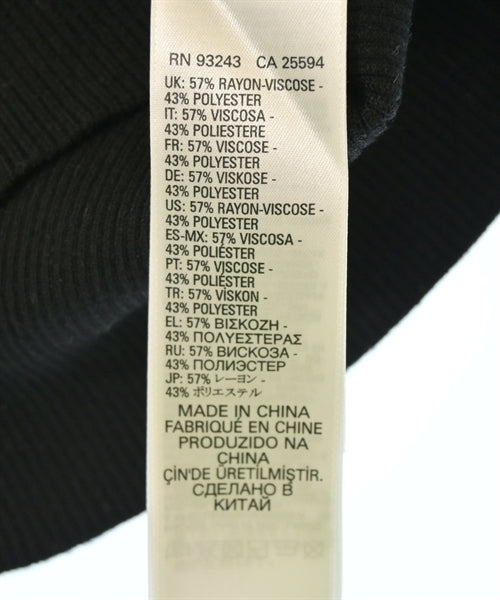 RN 93243 CA 25594
UK: 57% RAYON-VISCOSE -
43% POLYESTER
IT: 57% VISCOSA -
43% POLIESTERE
FR: 57% VISCOSE -
43% POLYESTER
DE: 57% VISKOSE -
43% POLYESTER
US: 57% RAYON-VISCOSE -
43% POLYESTER
ES-MX: 57% VISCOSA -
43% POLIÉSTER
PT: 57% VISCOSE -
43% POLIÉSTER
TR: 57% VİSKON -
43% POLYESTER
EL: 57% ΒΙΣΚΟΖΗ -
43% ΠΟΛΥΕΣΤΕΡΑΣ
RU: 57% ВИСКОЗА -
43% ПОЛИЭСТЕР
JP: 57% レーヨン -
43% ポリエステル
MADE IN CHINA
FABRIQUÉ EN CHINE
PRODUZIDO NA
CHINA
ÇİN'DE ÜRETİLMİŞTİR.
СДЕЛАНО В
КИТАЙ